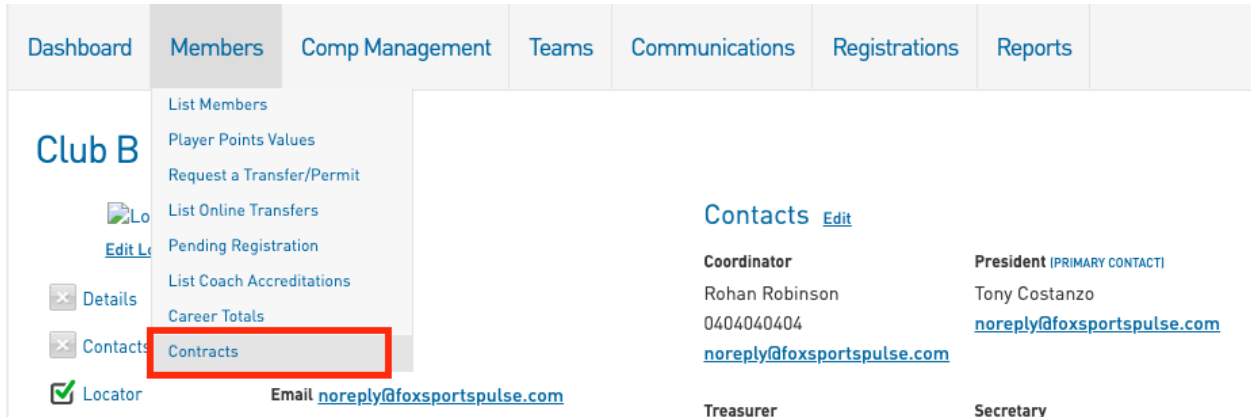 Dashboard Members Comp Management Teams Communications Registrations Reports
List Members
Player Points Values
Request a Transfer/Permit
List Online Transfers
Pending Registration
List Coach Accreditations
Career Totals
Contracts
Club B
Lo
Edit Lo
Details
Contacts
Locator
Email noreply@foxsportspulse.com
Contacts Edit
Coordinator
Rohan Robinson
0404040404
noreply@foxsportspulse.com
President (PRIMARY CONTACT)
Tony Costanzo
noreply@foxsportspulse.com
Treasurer
Secretary